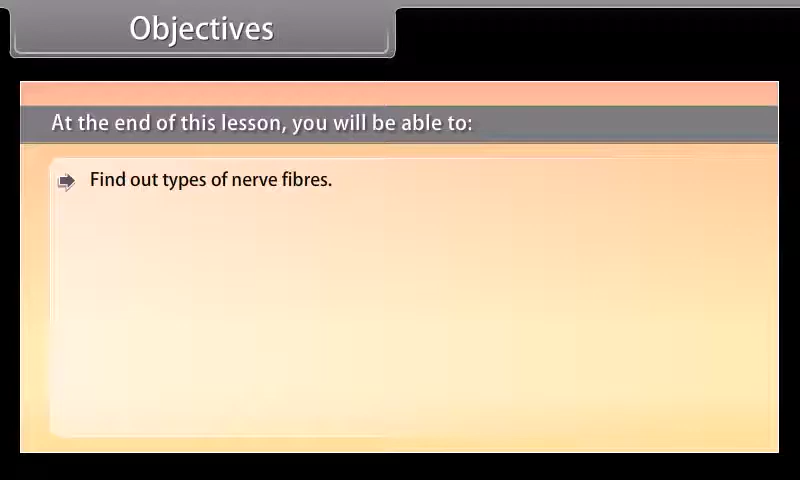 Objectives
At the end of this lesson, you will be able to:
Find out types of nerve fibres.